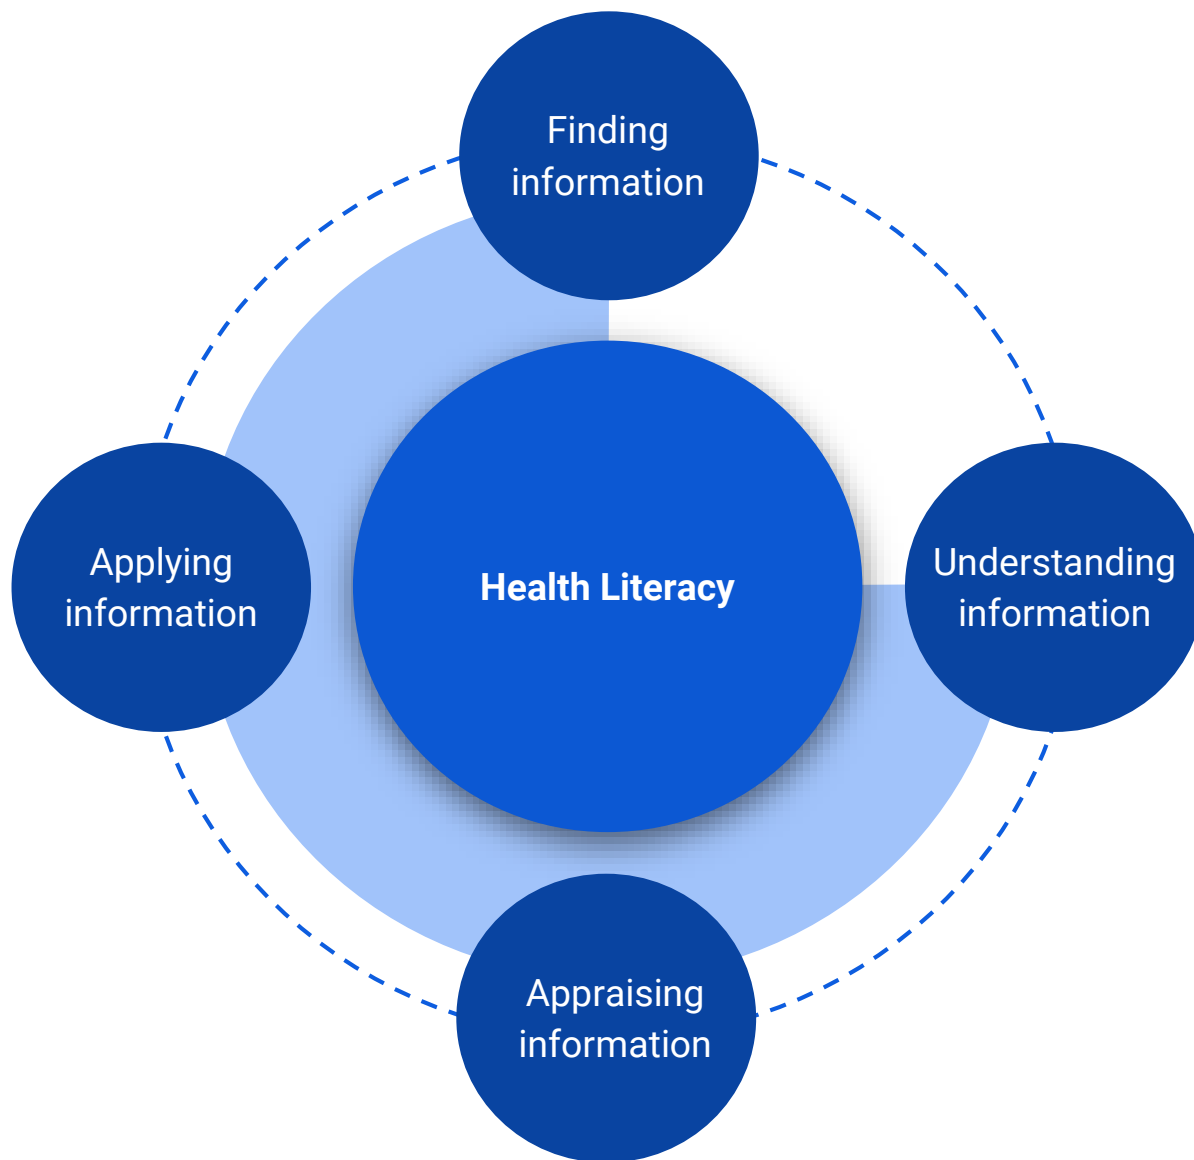 Finding
information
Applying
information
Health Literacy
Understanding
information
Appraising
information